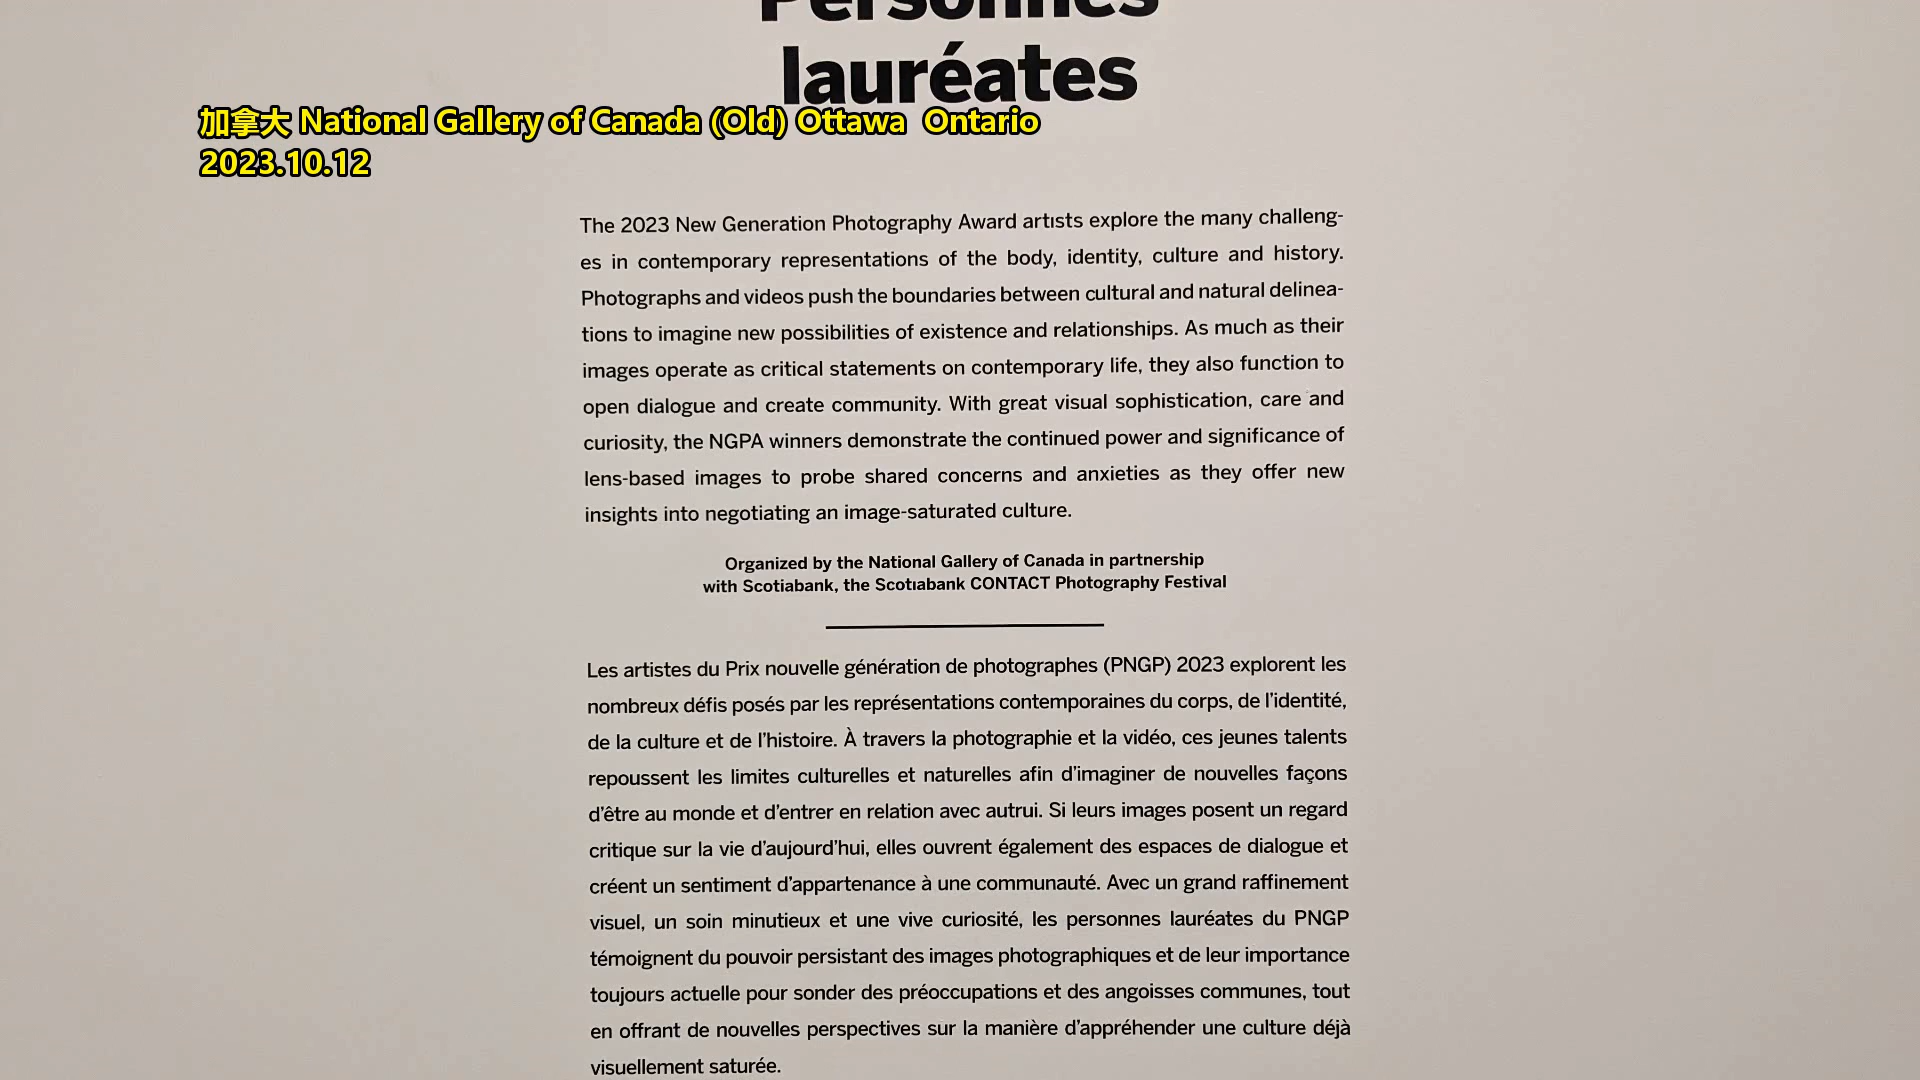 Personnes
lauréates
加拿大 National Gallery of Canada (Old) Ottawa Ontario
2023.10.12
The 2023 New Generation Photography Award artists explore the many challeng-
es in contemporary representations of the body, identity, culture and history.
Photographs and videos push the boundaries between cultural and natural delinea-
tions to imagine new possibilities of existence and relationships. As much as their
images operate as critical statements on contemporary life, they also function to
open dialogue and create community. With great visual sophistication, care and
curiosity, the NGPA winners demonstrate the continued power and significance of
lens-based images to probe shared concerns and anxieties as they offer new
insights into negotiating an image-saturated culture.
Organized by the National Gallery of Canada in partnership
with Scotiabank, the Scotiabank CONTACT Photography Festival
Les artistes du Prix nouvelle génération de photographes (PNGP) 2023 explorent les
nombreux défis posés par les représentations contemporaines du corps, de l'identité,
de la culture et de l'histoire. À travers la photographie et la vidéo, ces jeunes talents
repoussent les limites culturelles et naturelles afin d'imaginer de nouvelles façons
d'être au monde et d'entrer en relation avec autrui. Si leurs images posent un regard
critique sur la vie d'aujourd'hui, elles ouvrent également des espaces de dialogue et
créent un sentiment d'appartenance à une communauté. Avec un grand raffinement
visuel, un soin minutieux et une vive curiosité, les personnes lauréates du PNGP
témoignent du pouvoir persistant des images photographiques et de leur importance
toujours actuelle pour sonder des préoccupations et des angoisses communes, tout
en offrant de nouvelles perspectives sur la manière d'appréhender une culture déjà
visuellement saturée.